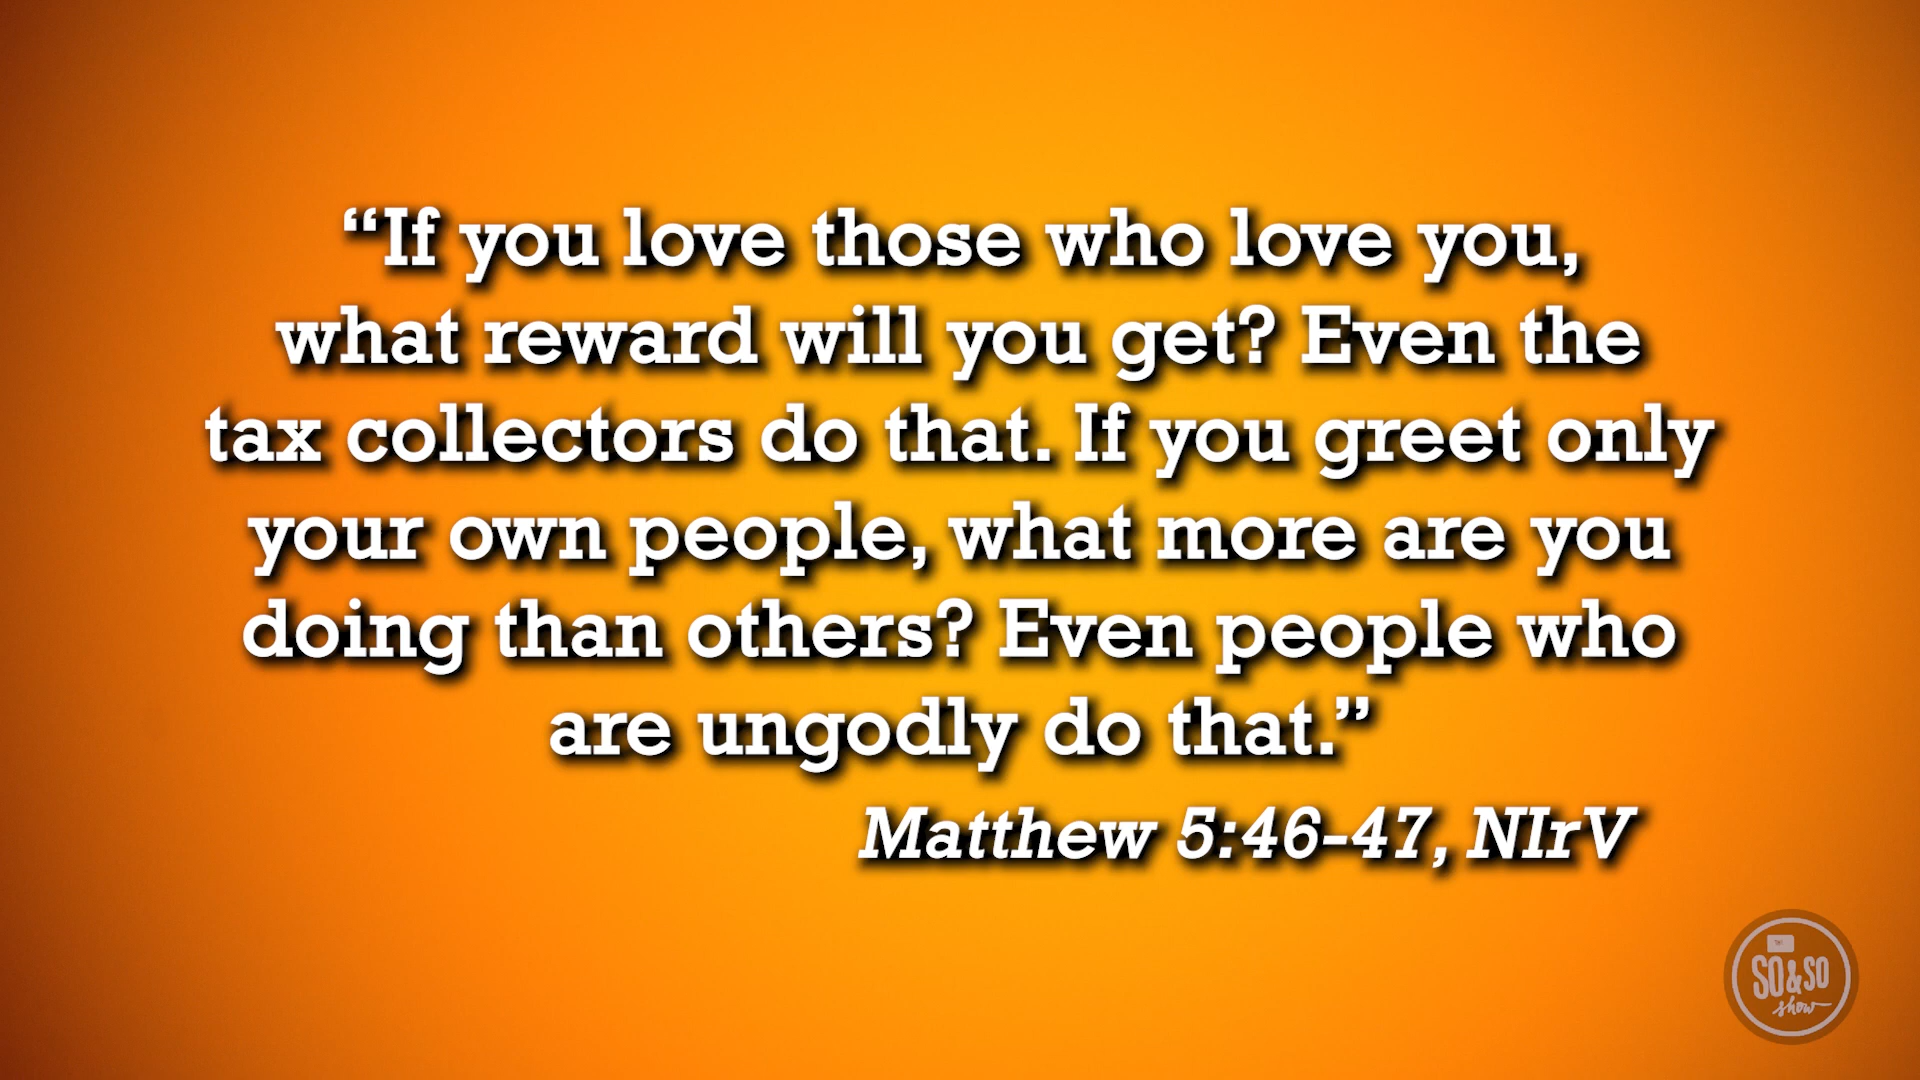 “If you love those who love you,
what reward will you get? Even the
tax collectors do that. If you greet only
your own people, what more are you
doing than others? Even people who
are ungodly do that.”
Matthew 5:46-47, NIrV
SO&SO
show